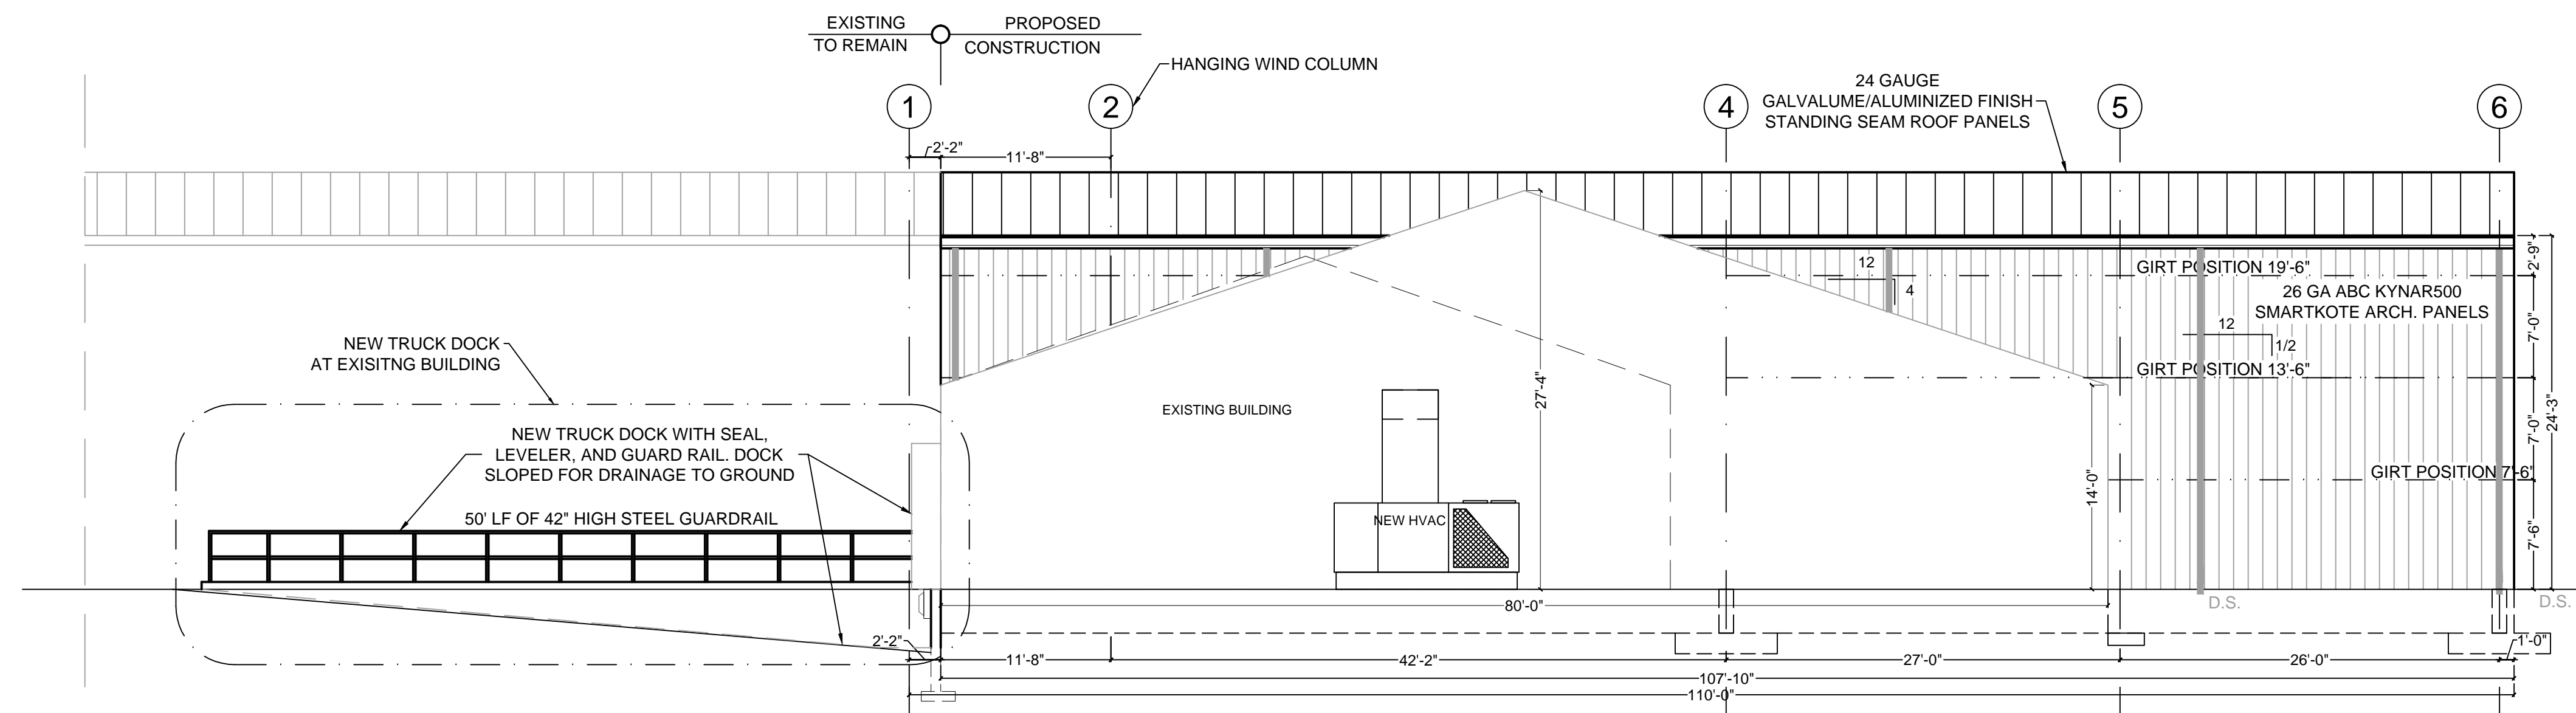 EXISTING
TO REMAIN
PROPOSED
CONSTRUCTION
HANGING WIND COLUMN
24 GAUGE
GALVALUME/ALUMINIZED FINISH
STANDING SEAM ROOF PANELS
1
2
4
5
6
2'-2"
11'-8"
12
4
GIRT POSITION 19'-6"
26 GA ABC KYNAR500
SMARTKOTE ARCH. PANELS
12
1/2
GIRT POSITION 13'-6"
GIRT POSITION 7'-6"
2'-9"
7'-0"
7'-0"
7'-6"
24'-3"
NEW TRUCK DOCK
AT EXISITNG BUILDING
NEW TRUCK DOCK WITH SEAL,
LEVELER, AND GUARD RAIL. DOCK
SLOPED FOR DRAINAGE TO GROUND
50' LF OF 42" HIGH STEEL GUARDRAIL
EXISTING BUILDING
27'-4"
14'-0"
NEW HVAC
80'-0"
D.S.
D.S.
2'-2"
11'-8"
42'-2"
27'-0"
26'-0"
1'-0"
107'-10"
110'-0"